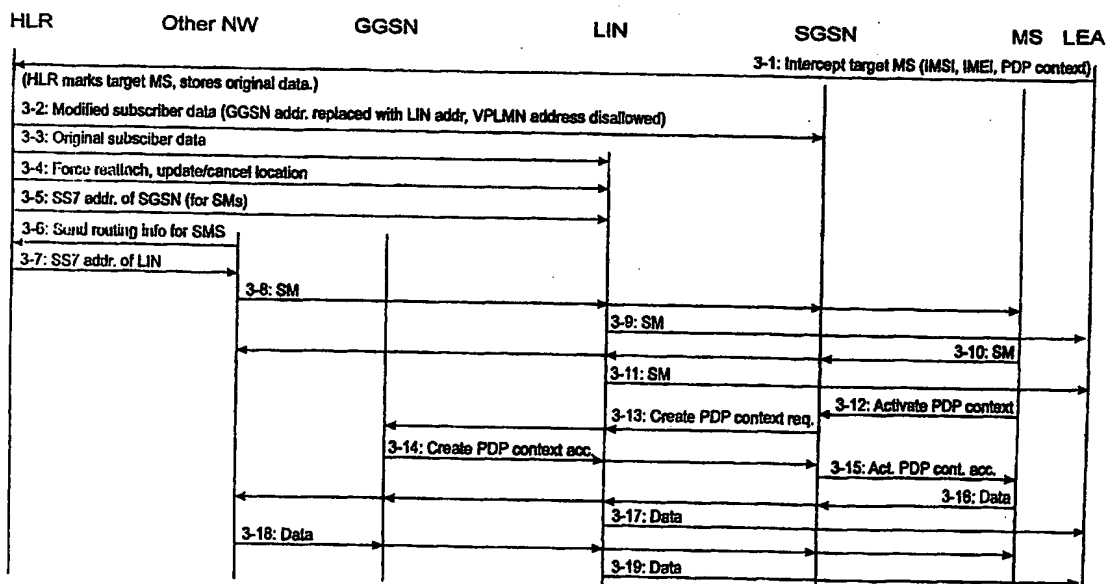 HLR Other NW GGSN LIN SGSN MS LEA
3-1: Intercept target MS (IMSI, IMEI, PDP context)
(HLR marks target MS, stores original data.)
3-2: Modified subscriber data (GGSN addr. replaced with LIN addr, VPLMN address disallowed)
3-3: Original subsciber data
3-4: Force reattach, update/cancel location
3-5: SS7 addr. of SGSN (for SMs)
3-6: Send routing info for SMS
3-7: SS7 addr. of LIN
3-8: SM
3-9: SM
3-10: SM
3-11: SM
3-12: Activate PDP context
3-13: Create PDP context req.
3-14: Create PDP context acc.
3-15: Act. PDP cont. acc.
3-16: Data
3-17: Data
3-18: Data
3-19: Data